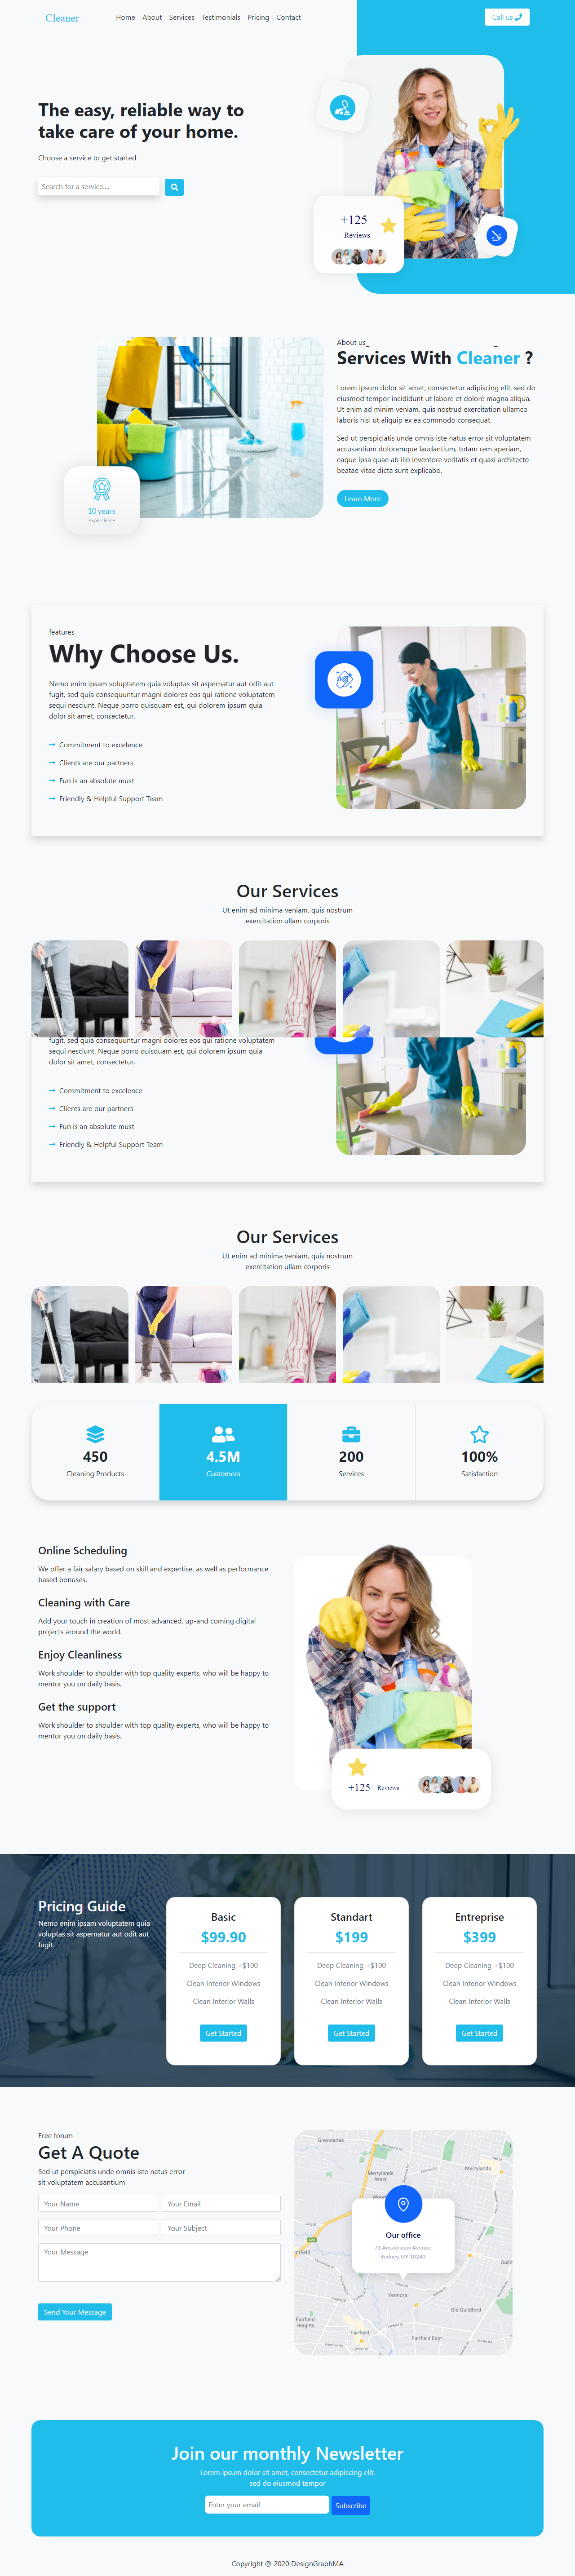 Cleaner
Home About Services Testimonials Pricing Contact
Call us
The easy, reliable way to
take care of your home.
Choose a service to get started
Search for a service....
+125
Reviews
About us
Services With Cleaner ?
Lorem ipsum dolor sit amet, consectetur adipiscing elit, sed do
eiusmod tempor incididunt ut labore et dolore magna aliqua.
Ut enim ad minim veniam, quis nostrud exercitation ullamco
laboris nisi ut aliquip ex ea commodo consequat.
Sed ut perspiciatis unde omnis iste natus error sit voluptatem
accusantium doloremque laudantium, totam rem aperiam,
eaque ipsa quae ab illo inventore veritatis et quasi architecto
beatae vitae dicta sunt explicabo.
Learn More
10 years
Expercience
features
Why Choose Us.
Nemo enim ipsam voluptatem quia voluptas sit aspernatur aut odit aut
fugit, sed quia consequuntur magni dolores eos qui ratione voluptatem
sequi nesciunt. Neque porro quisquam est, qui dolorem ipsum quia
dolor sit amet, consectetur.
Commitment to excelence
Clients are our partners
Fun is an absolute must
Friendly & Helpful Support Team
Our Services
Ut enim ad minima veniam, quis nostrum
exercitation ullam corporis
fugit, sed quia consequuntur magni dolores eos qui ratione voluptatem
sequi nesciunt. Neque porro quisquam est, qui dolorem ipsum quia
dolor sit amet, consectetur.
Commitment to excelence
Clients are our partners
Fun is an absolute must
Friendly & Helpful Support Team
Our Services
Ut enim ad minima veniam, quis nostrum
exercitation ullam corporis
450
Cleaning Products
4.5M
Customers
200
Services
100%
Satisfaction
Online Scheduling
We offer a fair salary based on skill and expertise, as well as performance
based bonuses.
Cleaning with Care
Add your touch in creation of most advanced, up-and coming digital
projects around the world.
Enjoy Cleanliness
Work shoulder to shoulder with top quality experts, who will be happy to
mentor you on daily basis.
Get the support
Work shoulder to shoulder with top quality experts, who will be happy to
mentor you on daily basis.
+125 Reviews
Pricing Guide
Nemo enim ipsam voluptatem quia
voluptas sit aspernatur aut odit aut
fugit.
Basic
$99.90
Deep Cleaning +$100
Clean Interior Windows
Clean Interior Walls
Get Started
Standart
$199
Deep Cleaning +$100
Clean Interior Windows
Clean Interior Walls
Get Started
Entreprise
$399
Deep Cleaning +$100
Clean Interior Windows
Clean Interior Walls
Get Started
Free forum
Get A Quote
Sed ut perspiciatis unde omnis iste natus error
sit voluptatem accusantium
Your Name
Your Email
Your Phone
Your Subject
Your Message
Send Your Message
Greystanes
Merrylands
West
Merrylands
Our office
71 Amsteroaum Avenue
Sedney, NY 10243
Yennora
Old Guildford
Fairfield
Heights
Fairfield
Fairfield East
Join our monthly Newsletter
Lorem ipsum dolor sit amet, consectetur adipiscing elit,
sed do eiusmod tempor
Enter your email
Subscribe
Copyright @ 2020 DesignGraphMA